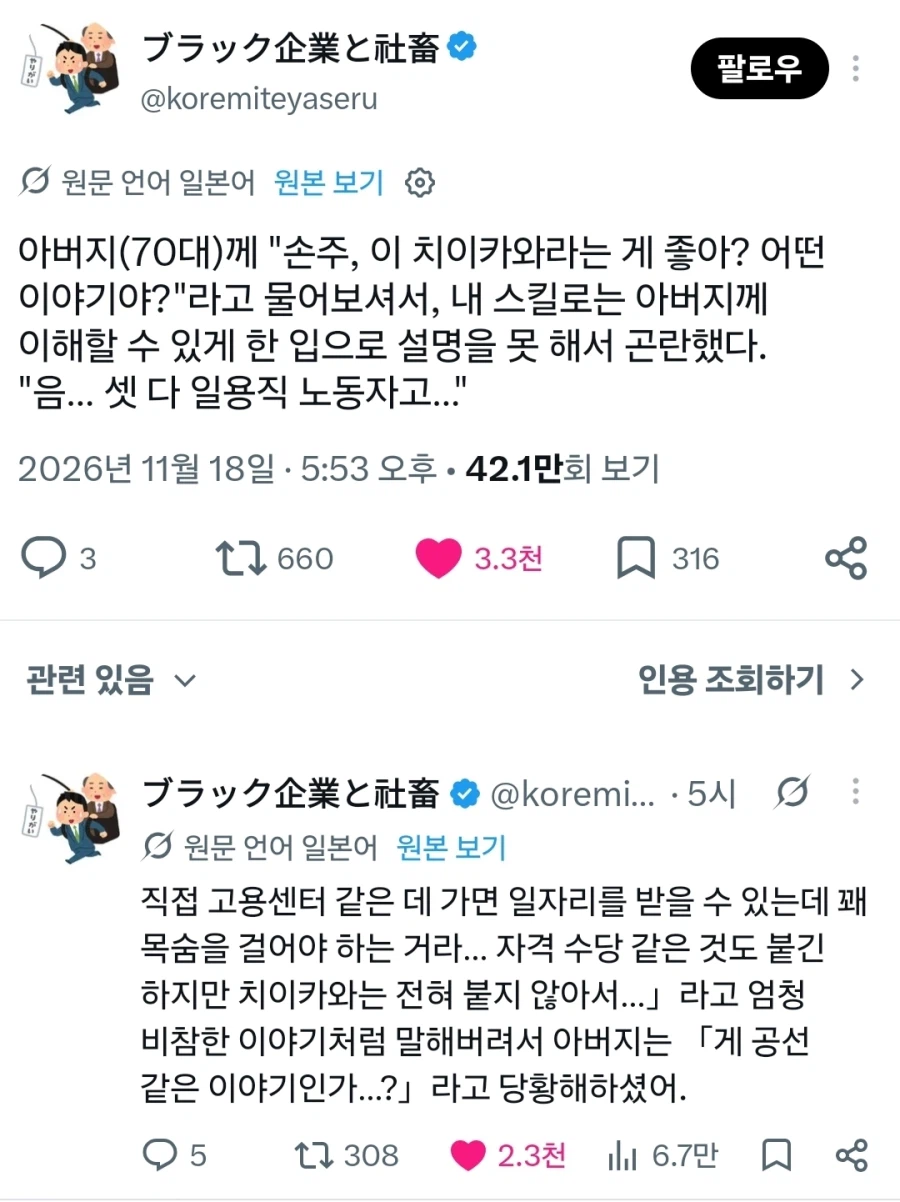 ブラック企業と社畜
@koremiteyaseru
팔로우
やりがい
원문 언어 일본어 원본 보기
아버지(70대)께 "손주, 이 치이카와라는 게 좋아? 어떤
이야기야?"라고 물어보셔서, 내 스킬로는 아버지께
이해할 수 있게 한 입으로 설명을 못 해서 곤란했다.
"음... 셋 다 일용직 노동자고..."
2026년 11월 18일 · 5:53 오후 · 42.1만회 보기
3 660 3.3천 316
관련 있음 인용 조회하기
ブラック企業と社畜 @koremi... · 5시
やりがい
원문 언어 일본어 원본 보기
직접 고용센터 같은 데 가면 일자리를 받을 수 있는데 꽤
목숨을 걸어야 하는 거라... 자격 수당 같은 것도 붙긴
하지만 치이카와는 전혀 붙지 않아서...」라고 엄청
비참한 이야기처럼 말해버려서 아버지는 「게 공선
같은 이야기인가...?」라고 당황해하셨어.
5 308 2.3천 6.7만